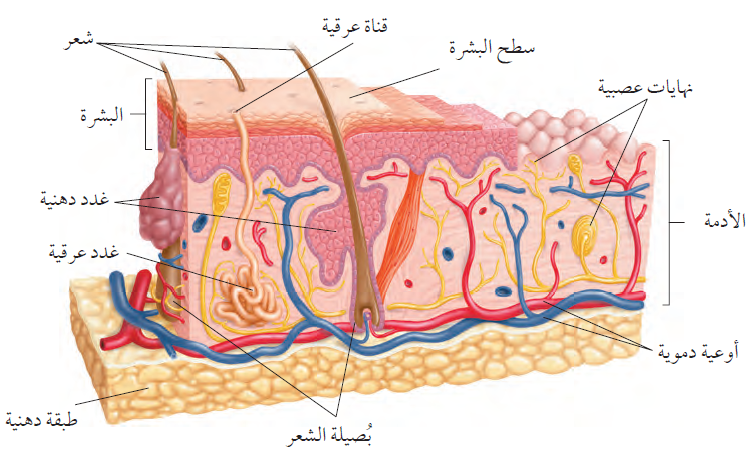 قناة عرقية
شعر
سطح البشرة
نهايات عصبية
البشرة
غدد دهنية
الأدمة
غدد عرقية
أوعية دموية
طبقة دهنية
بُصيلة الشعر